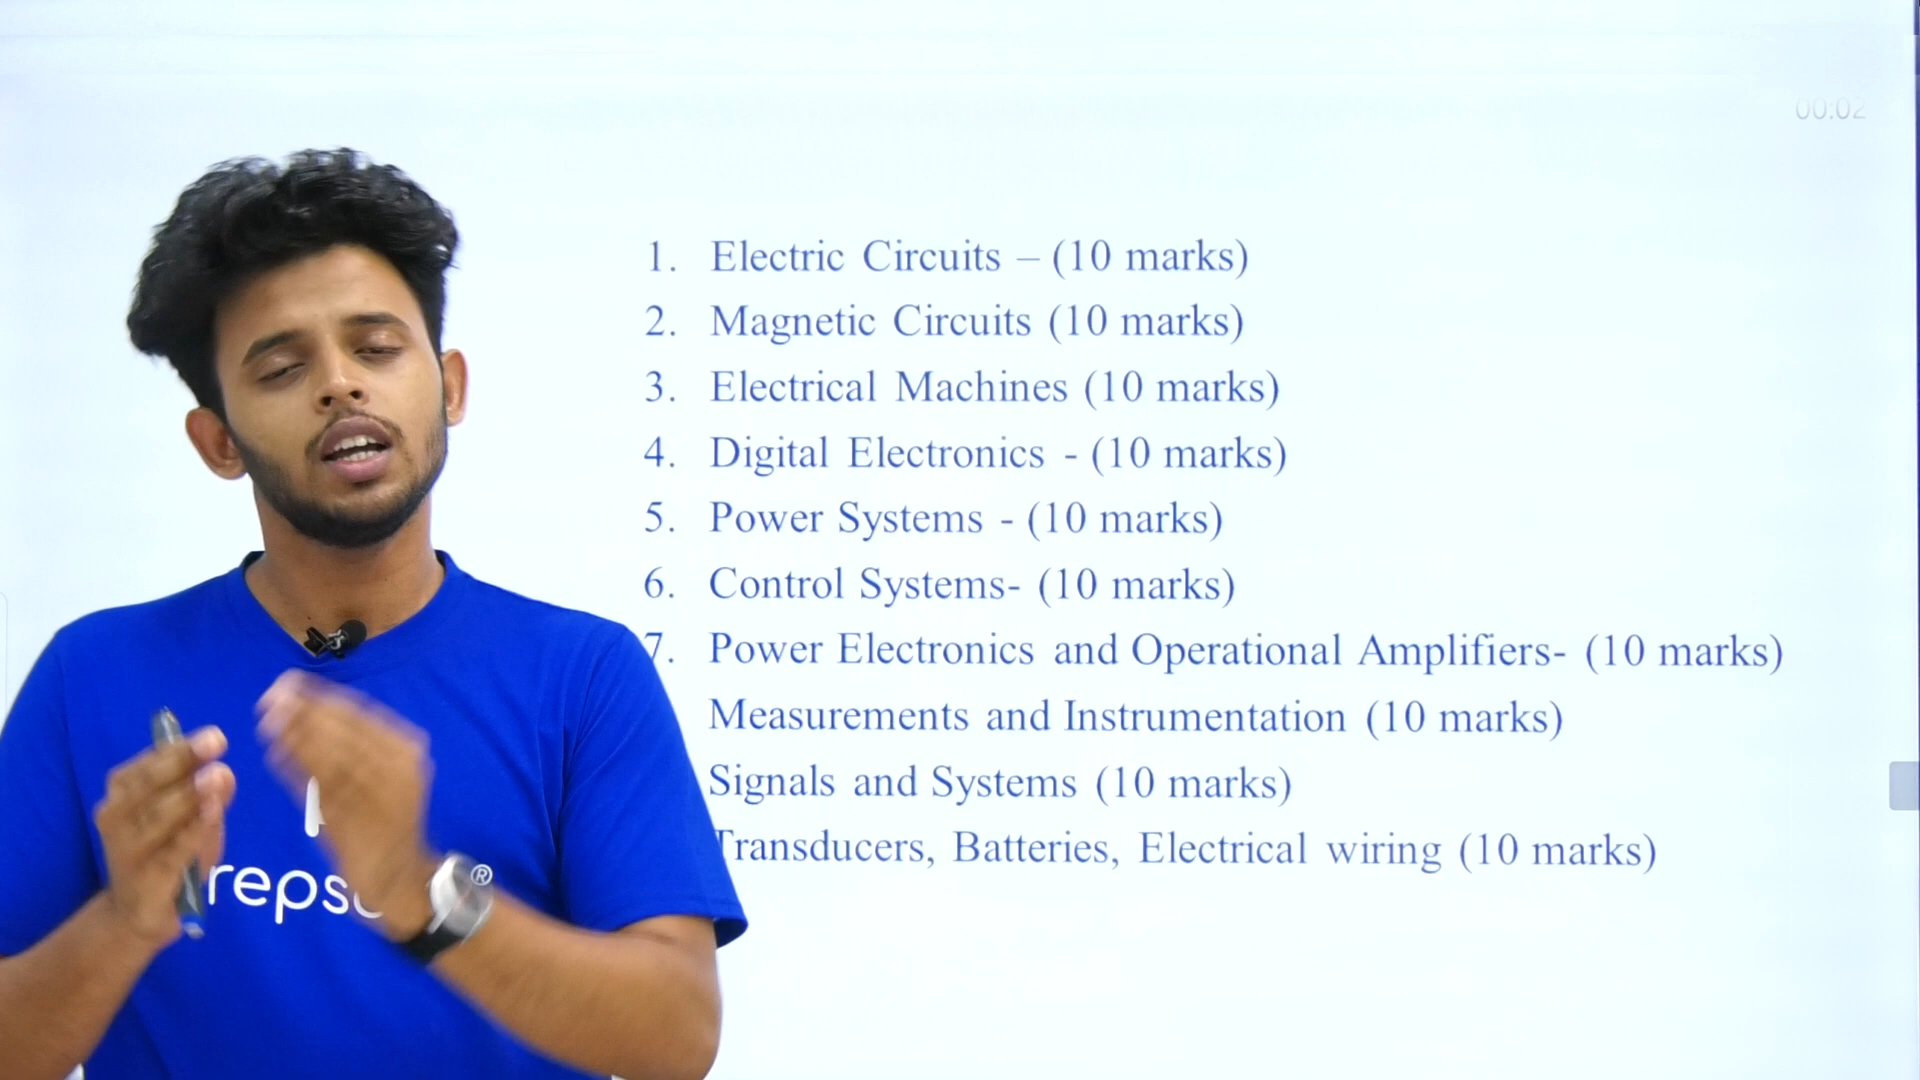 00:02
1. Electric Circuits – (10 marks)
2. Magnetic Circuits (10 marks)
3. Electrical Machines (10 marks)
4. Digital Electronics - (10 marks)
5. Power Systems - (10 marks)
6. Control Systems- (10 marks)
7. Power Electronics and Operational Amplifiers- (10 marks)
Measurements and Instrumentation (10 marks)
Signals and Systems (10 marks)
Transducers, Batteries, Electrical wiring (10 marks)
®